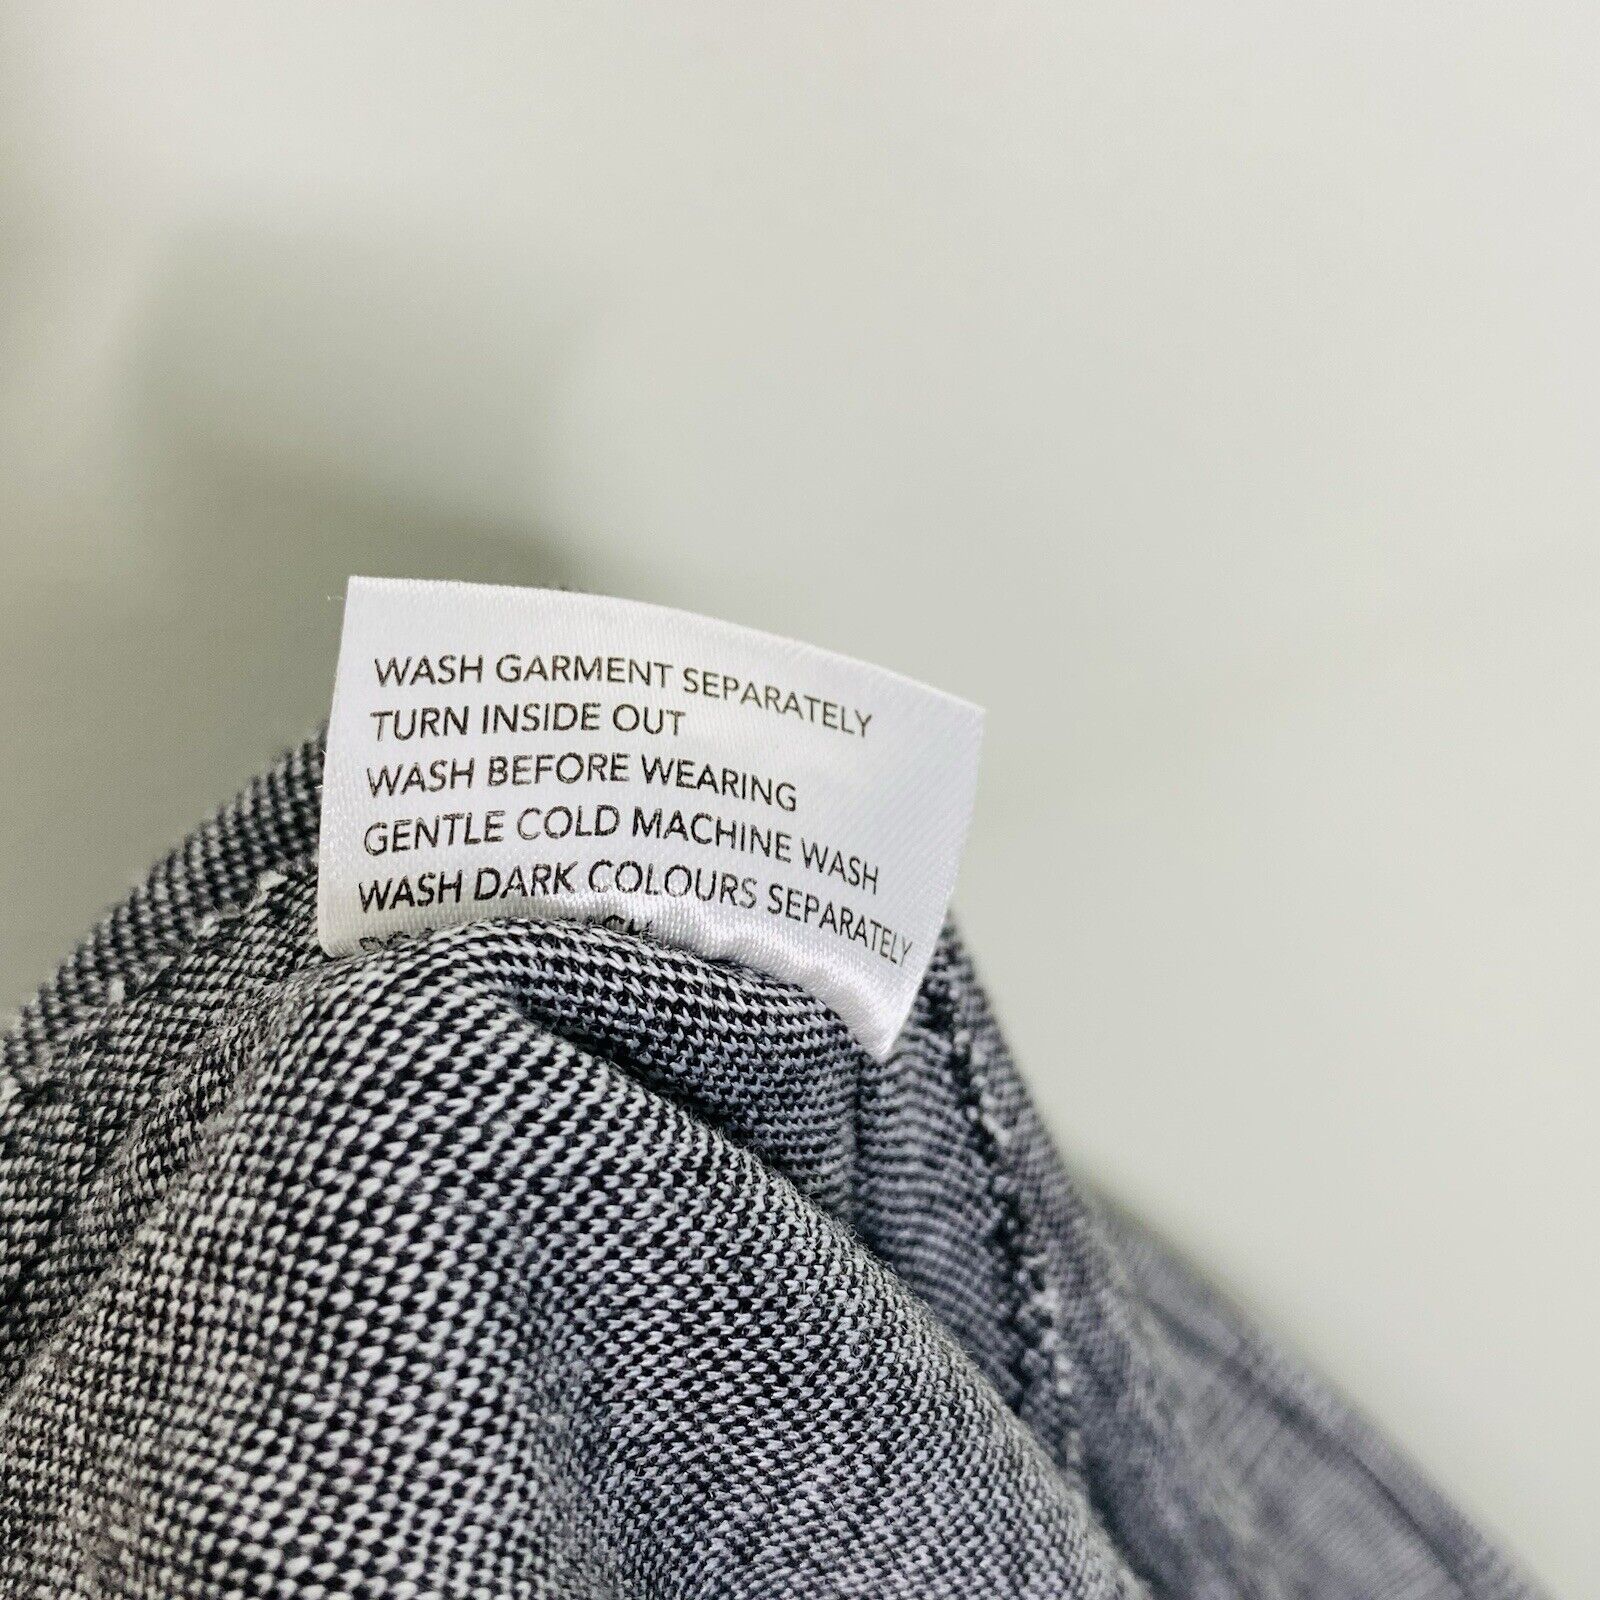 WASH GARMENT SEPARATELY
TURN INSIDE OUT
WASH BEFORE WEARING
GENTLE COLD MACHINE WASH
WASH DARK COLOURS SEPARATELY